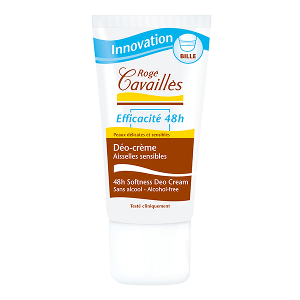 Innovation
BILLE
Rogé
Cavaillès
Efficacité 48h
Peaux délicates et sensibles
Déo-crème
Aisselles sensibles
48h Softness Deo Cream
Sans alcool - Alcohol-free
Testé cliniquement